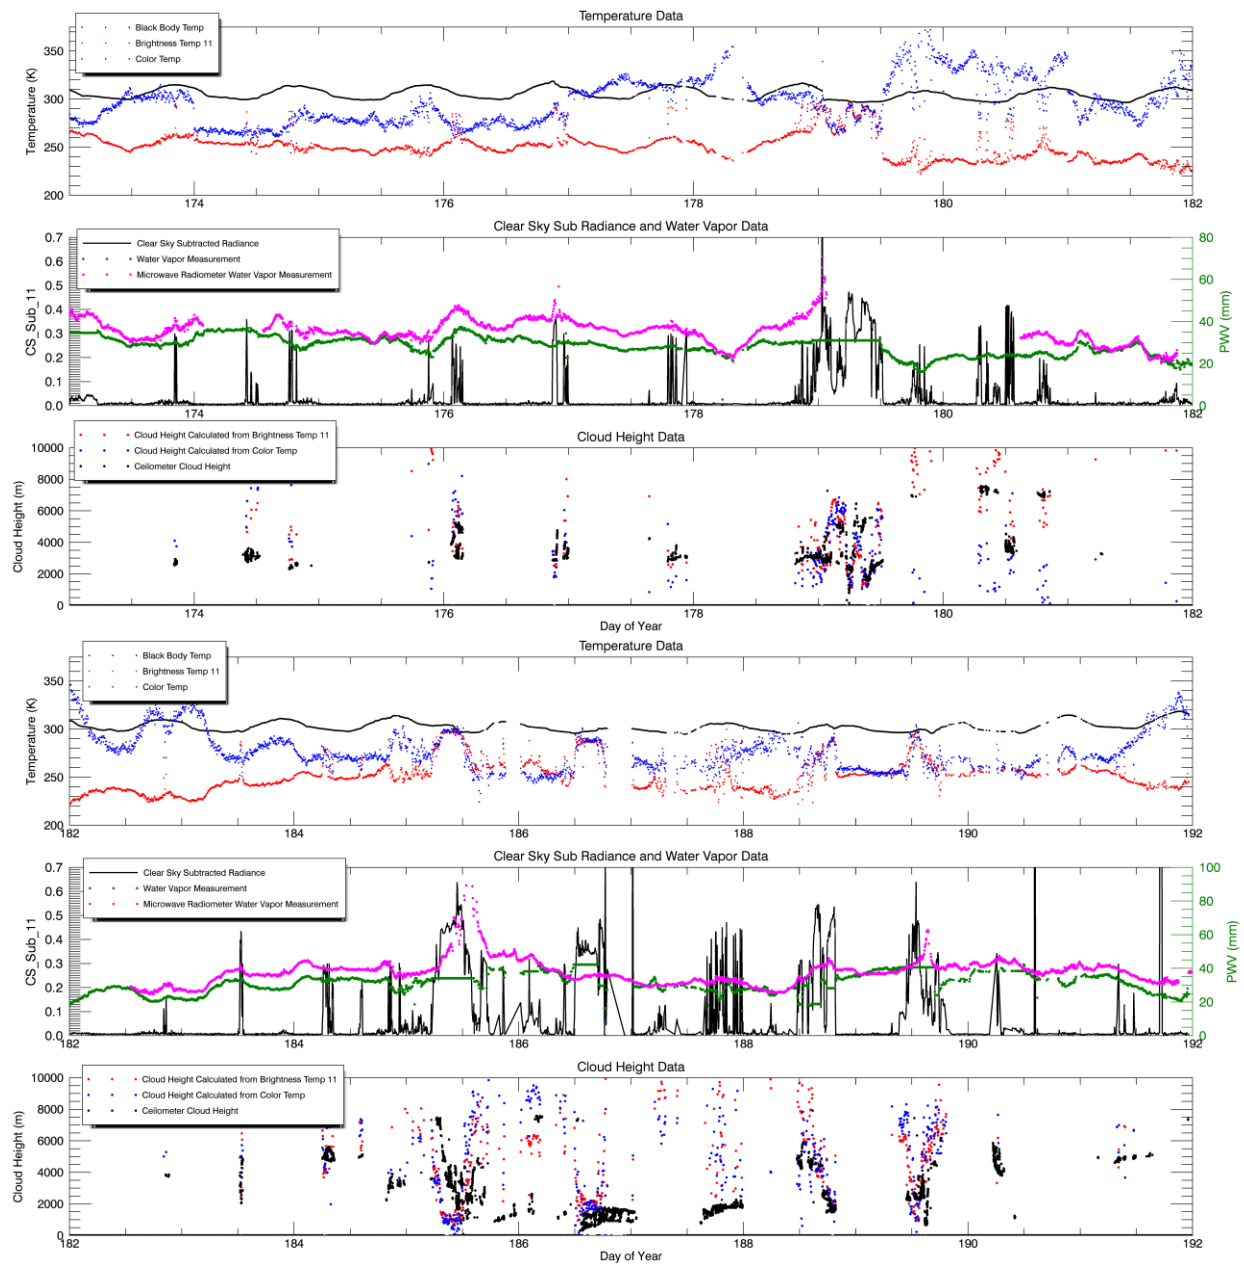 Temperature Data
Black Body Temp
Brightness Temp 11
Color Temp
Temperature (K)
350
300
250
200
174
176
178
180
182
Clear Sky Sub Radiance and Water Vapor Data
Clear Sky Subtracted Radiance
Water Vapor Measurement
Microwave Radiometer Water Vapor Measurement
CS_Sub_11
0.7
0.6
0.5
0.4
0.3
0.2
0.1
0.0
80
60
40
20
0
PWV (mm)
174
176
178
180
182
Cloud Height Data
Cloud Height Calculated from Brightness Temp 11
Cloud Height Calculated from Color Temp
Ceilometer Cloud Height
Cloud Height (m)
10000
8000
6000
4000
2000
0
174
176
178
180
182
Day of Year
Temperature Data
Black Body Temp
Brightness Temp 11
Color Temp
Temperature (K)
350
300
250
200
182
184
186
188
190
192
Clear Sky Sub Radiance and Water Vapor Data
Clear Sky Subtracted Radiance
Water Vapor Measurement
Microwave Radiometer Water Vapor Measurement
CS_Sub_11
0.7
0.6
0.5
0.4
0.3
0.2
0.1
0.0
100
80
60
40
20
0
PWV (mm)
182
184
186
188
190
192
Cloud Height Data
Cloud Height Calculated from Brightness Temp 11
Cloud Height Calculated from Color Temp
Ceilometer Cloud Height
Cloud Height (m)
10000
8000
6000
4000
2000
0
182
184
186
188
190
192
Day of Year